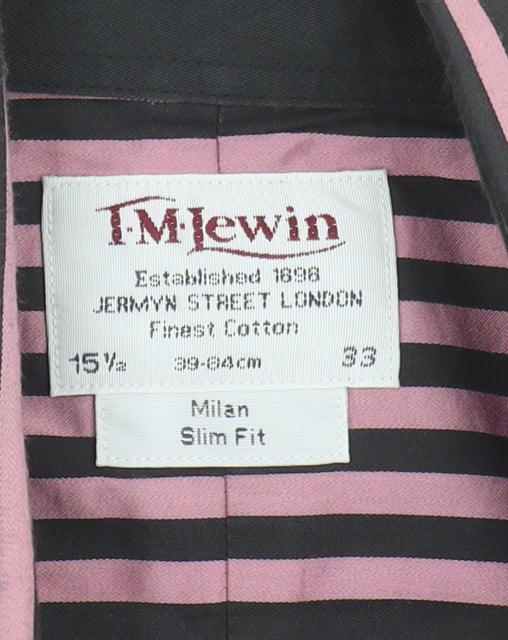 T·M·Lewin
Established 1898
JERMYN STREET LONDON
Finest Cotton
15½ 39-84cm 33
Milan
Slim Fit